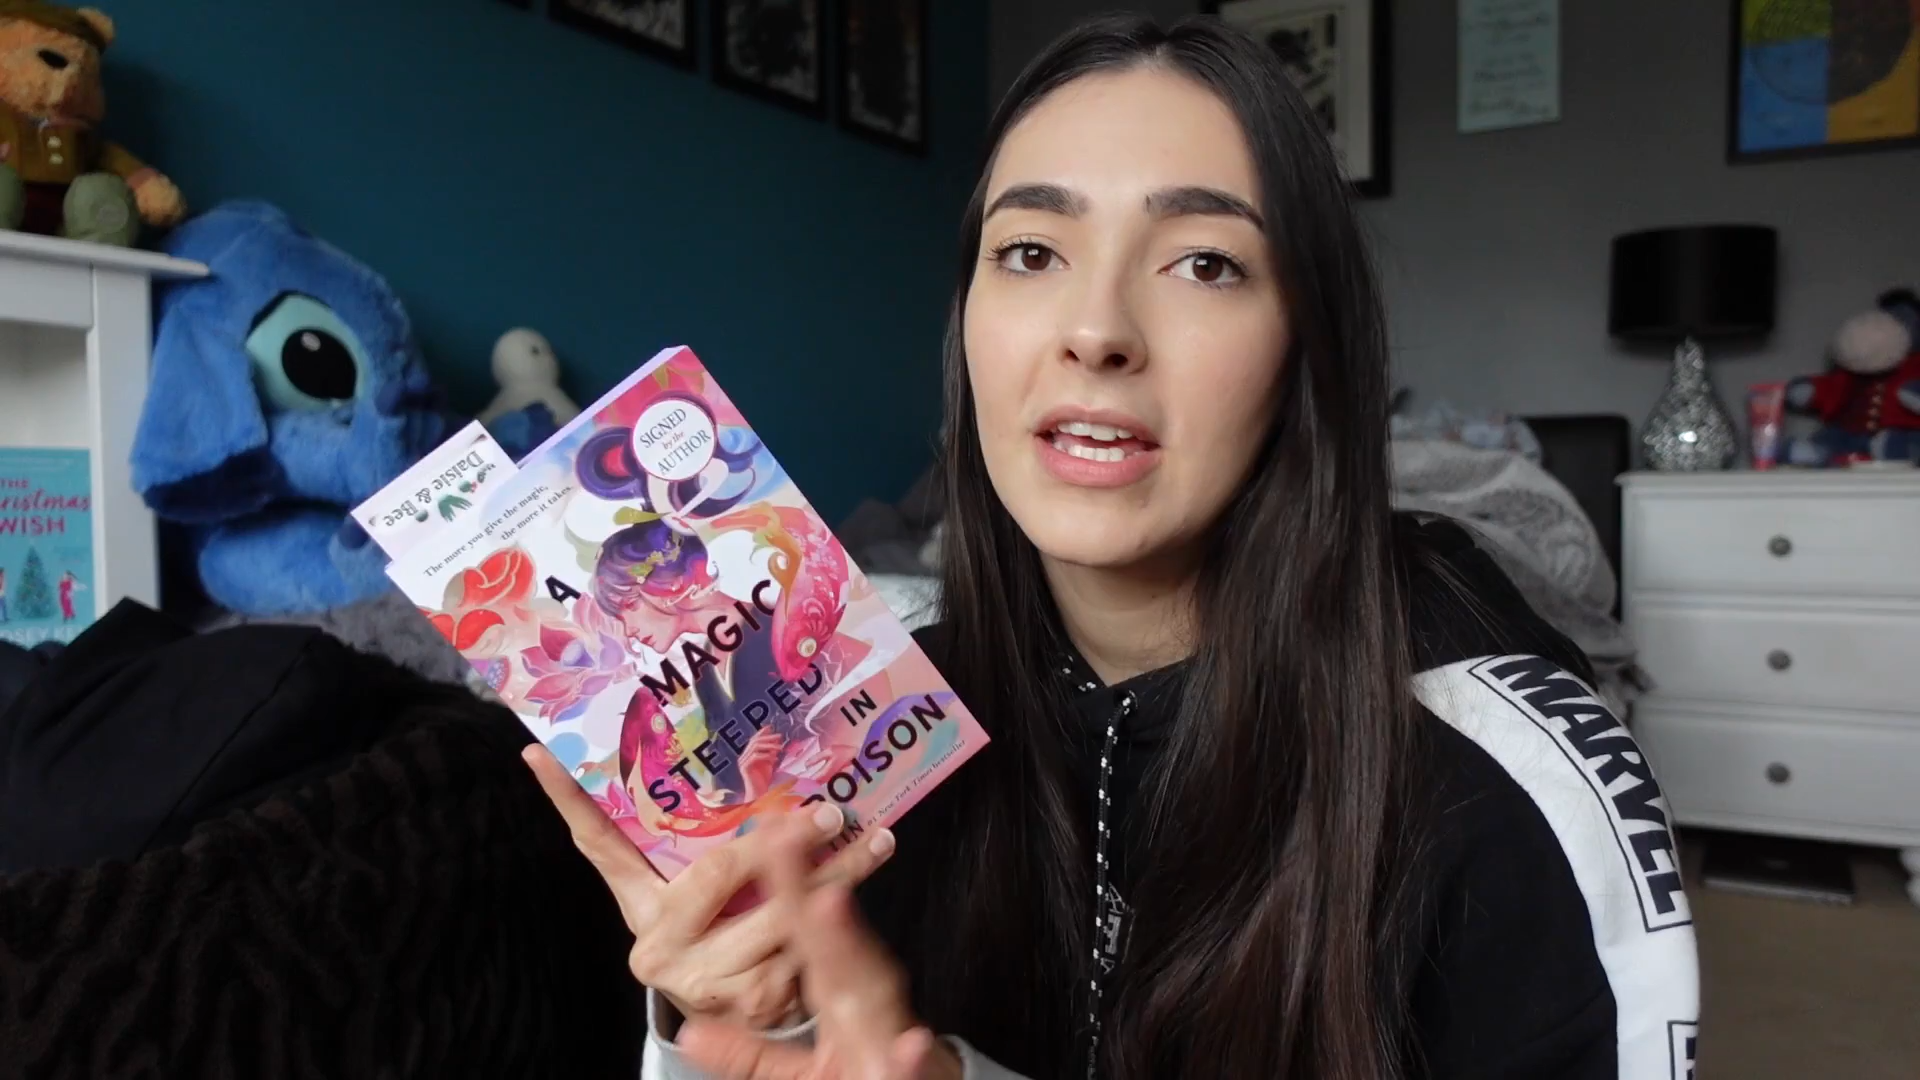 SIGNED
by the
AUTHOR
Daisie & Bee
The more you give the magic,
the more it takes.
A
MAGIC
STEEPED
IN
POISON
#1 New York Times bestseller
THE
Christmas
WISH
MARVEL